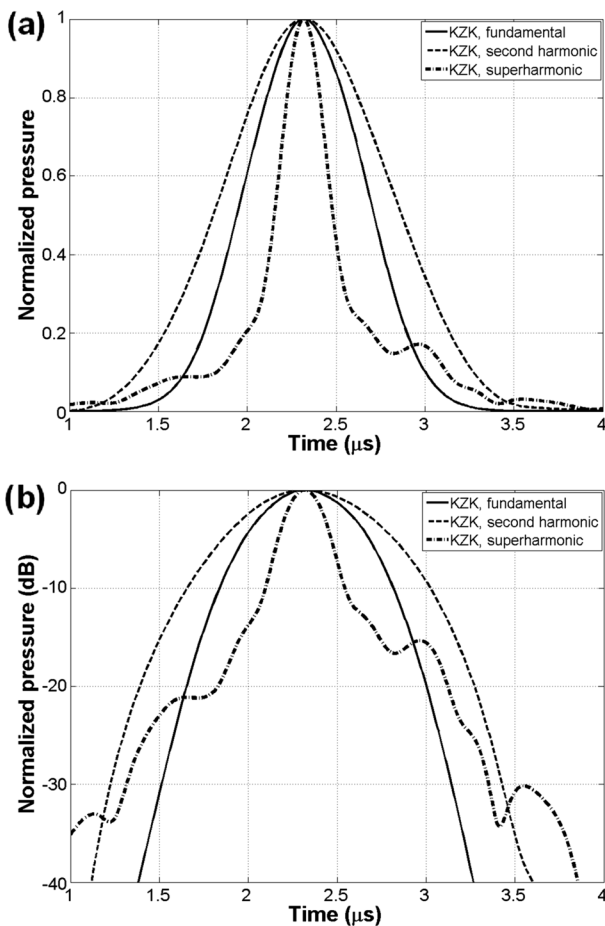 (a)
KZK, fundamental
KZK, second harmonic
KZK, superharmonic
Normalized pressure
1
0.8
0.6
0.4
0.2
0
1
1.5
2
2.5
3
3.5
4
Time (μs)
(b)
KZK, fundamental
KZK, second harmonic
KZK, superharmonic
Normalized pressure (dB)
0
-10
-20
-30
-40
1
1.5
2
2.5
3
3.5
4
Time (μs)